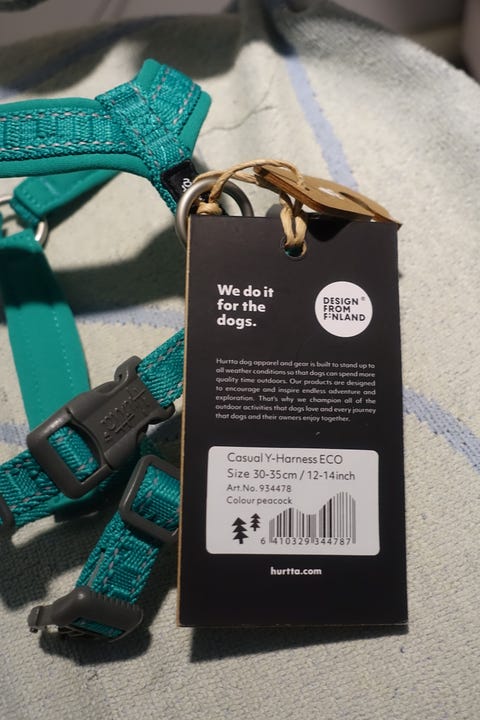 We do it
for the
dogs.
DESIGN ®
FROM
FINLAND
Hurtta dog apparel and gear is built to stand up to
all weather conditions so that dogs can spend more
quality time outdoors. Our products are designed
to encourage and inspire endless adventure and
exploration. That's why we champion all of the
outdoor activities that dogs love and every journey
that dogs and their owners enjoy together.
Casual Y-Harness ECO
Size 30-35cm / 12-14inch
Art.No. 934478
Colour peacock
6 410329 344787
hurtta.com